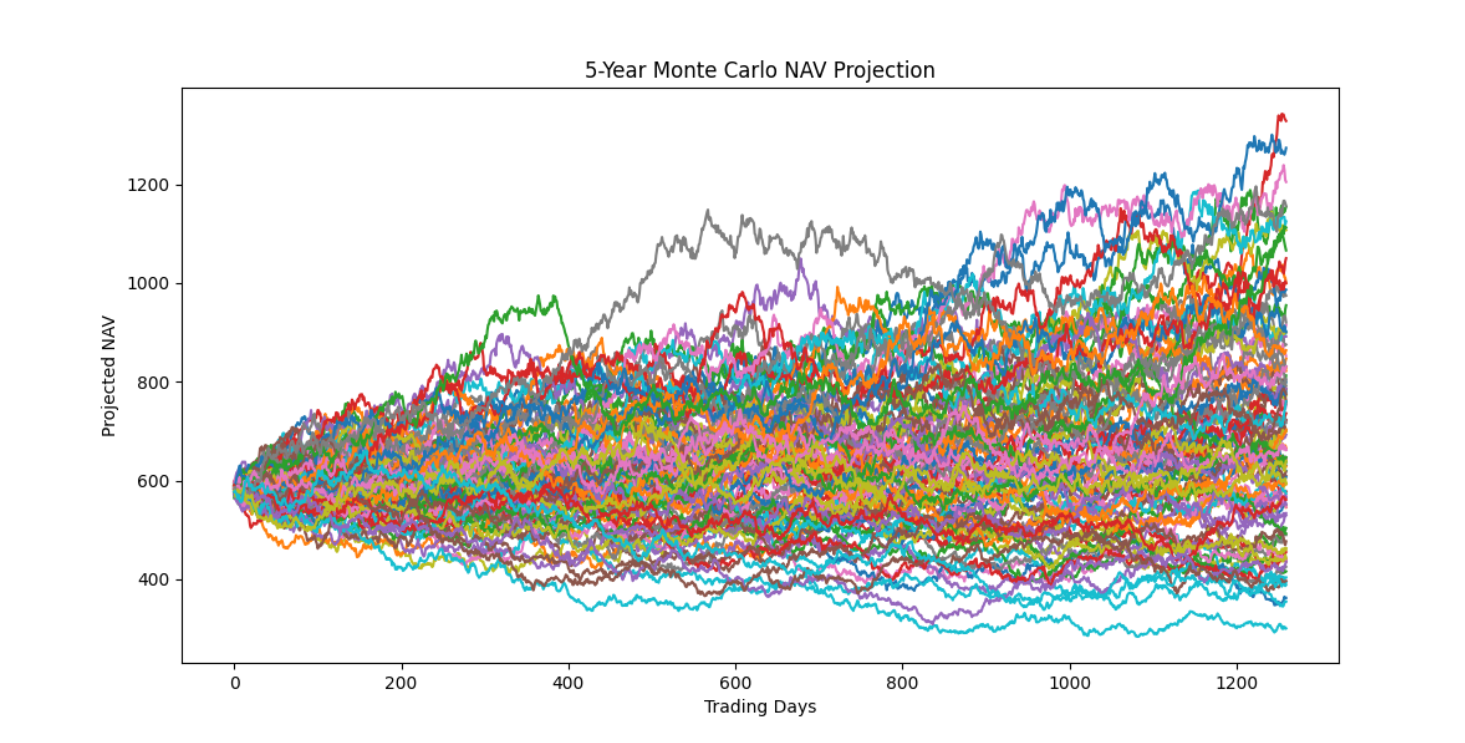 5-Year Monte Carlo NAV Projection
1200
1000
800
600
400
Projected NAV
0 200 400 600 800 1000 1200
Trading Days